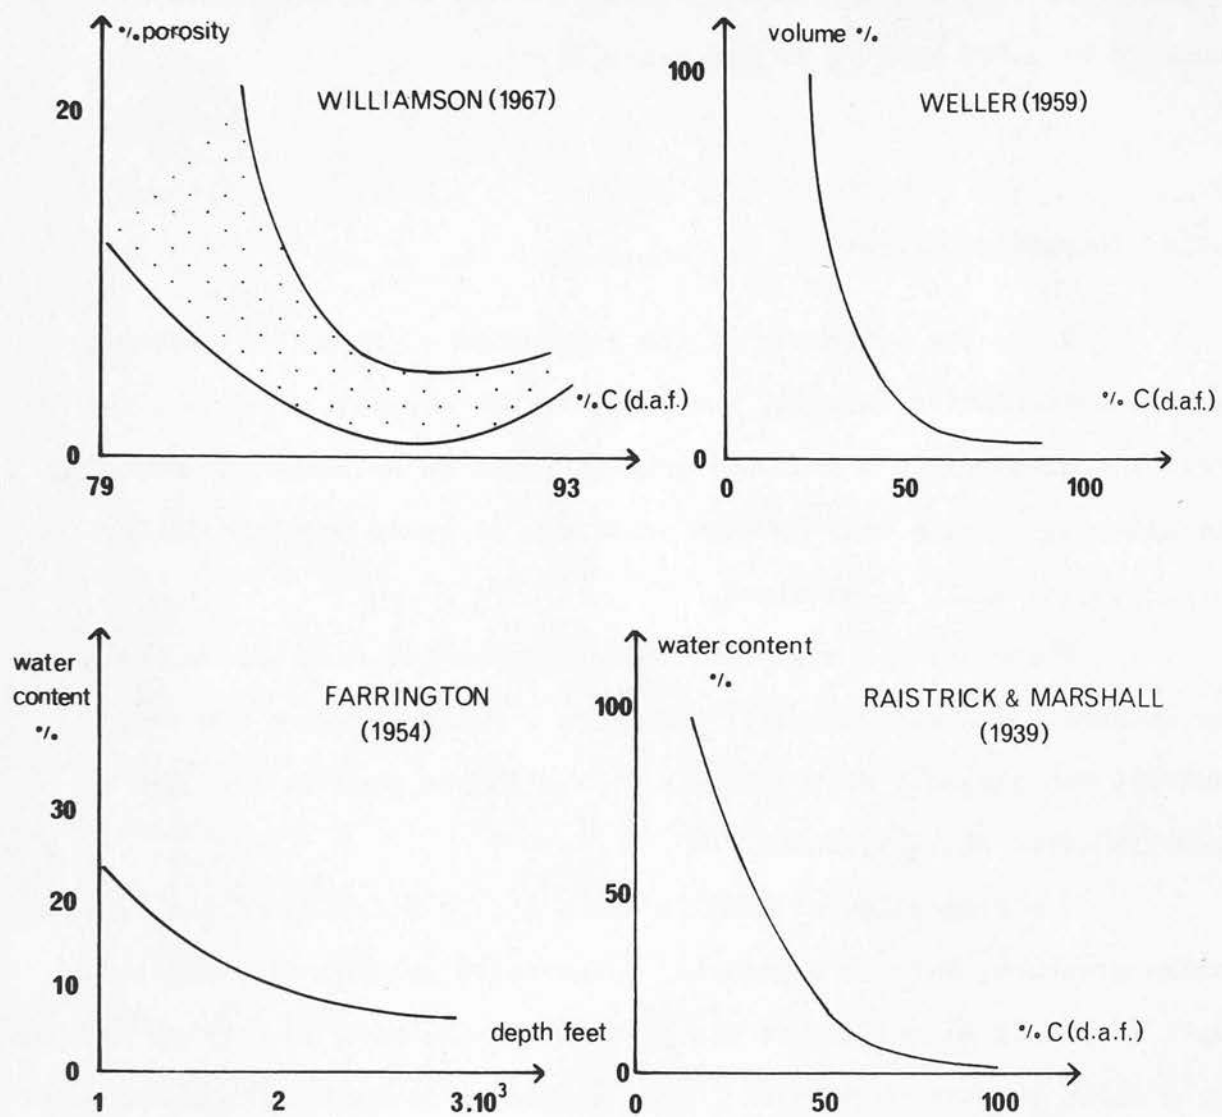 %porosity
20
WILLIAMSON (1967)
% C (d.a.f.)
0
79 93
volume %
100
WELLER (1959)
% C (d.a.f.)
0
0 50 100
water
content
%
FARRINGTON
(1954)
30
20
10
depth feet
0
1 2 3.10³
water content
%
100
RAISTRICK & MARSHALL
(1939)
50
% C (d.a.f.)
0
0 50 100